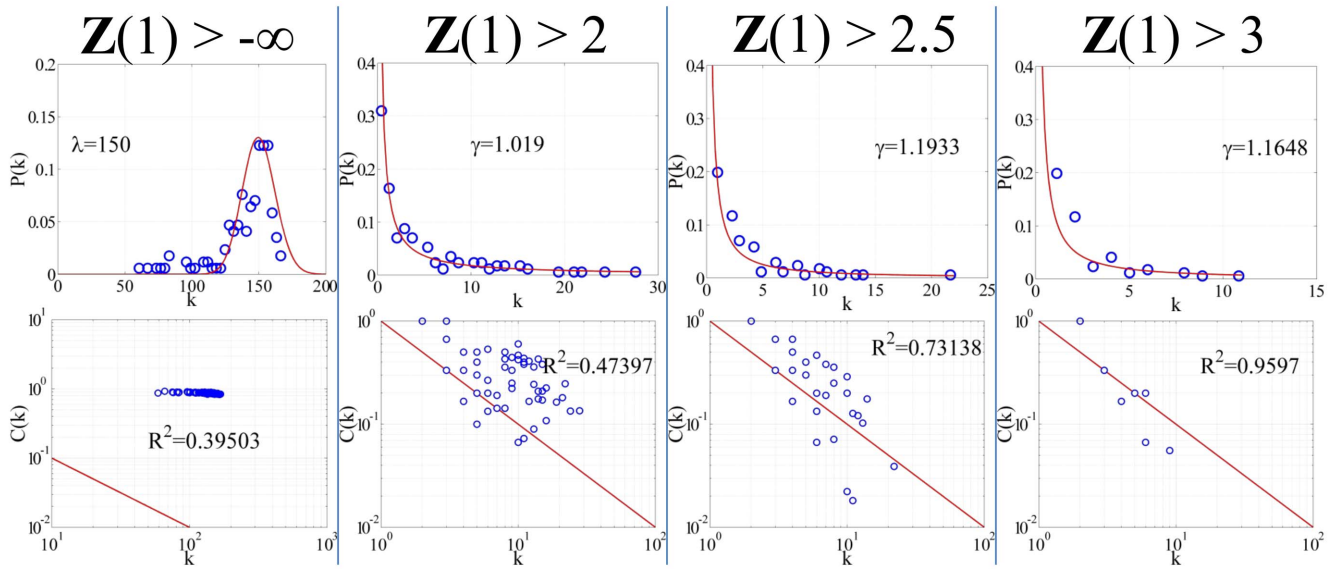 Z(1) > -∞
Z(1) > 2
Z(1) > 2.5
Z(1) > 3
P(k)
0.2
0.15
0.1
0.05
0
λ=150
0 50 100 150 200
k
P(k)
0.4
0.3
0.2
0.1
0
γ=1.019
0 10 20 30
k
P(k)
0.4
0.3
0.2
0.1
0
γ=1.1933
0 5 10 15 20 25
k
P(k)
0.4
0.3
0.2
0.1
0
γ=1.1648
0 5 10 15
k
C(k)
10^1
10^0
10^-1
10^-2
R^2=0.39503
10^1 10^2 10^3
k
C(k)
10^0
10^-1
10^-2
R^2=0.47397
10^0 10^1 10^2
k
C(k)
10^0
10^-1
10^-2
R^2=0.73138
10^0 10^1 10^2
k
C(k)
10^0
10^-1
10^-2
R^2=0.9597
10^0 10^1 10^2
k